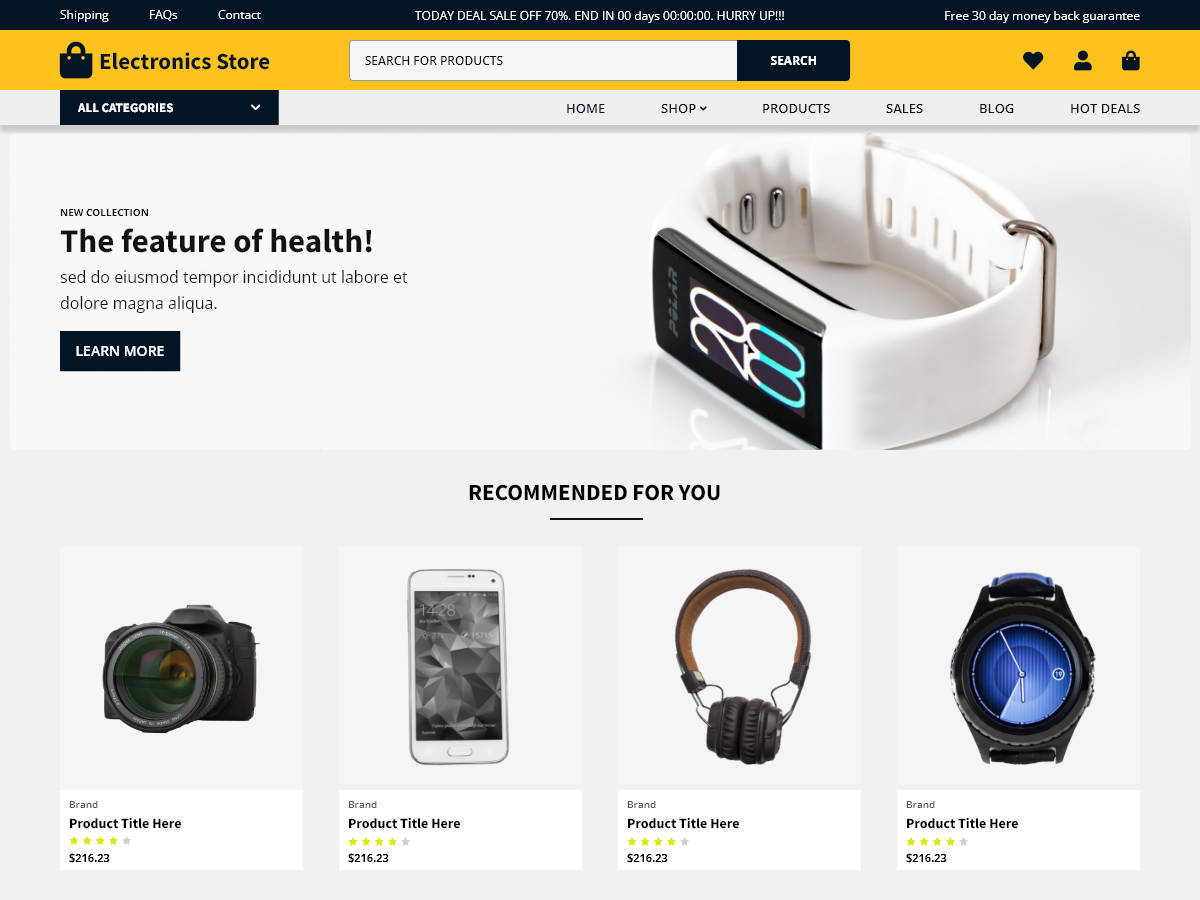 Shipping FAQs Contact TODAY DEAL SALE OFF 70%. END IN 00 days 00:00:00. HURRY UP!!! Free 30 day money back guarantee
Electronics Store SEARCH FOR PRODUCTS SEARCH
ALL CATEGORIES HOME SHOP PRODUCTS SALES BLOG HOT DEALS
NEW COLLECTION
The feature of health!
sed do eiusmod tempor incididunt ut labore et
dolore magna aliqua.
LEARN MORE
POLAR
20
RECOMMENDED FOR YOU
14:28
Brand Brand Brand Brand
Product Title Here Product Title Here Product Title Here Product Title Here
$216.23 $216.23 $216.23 $216.23